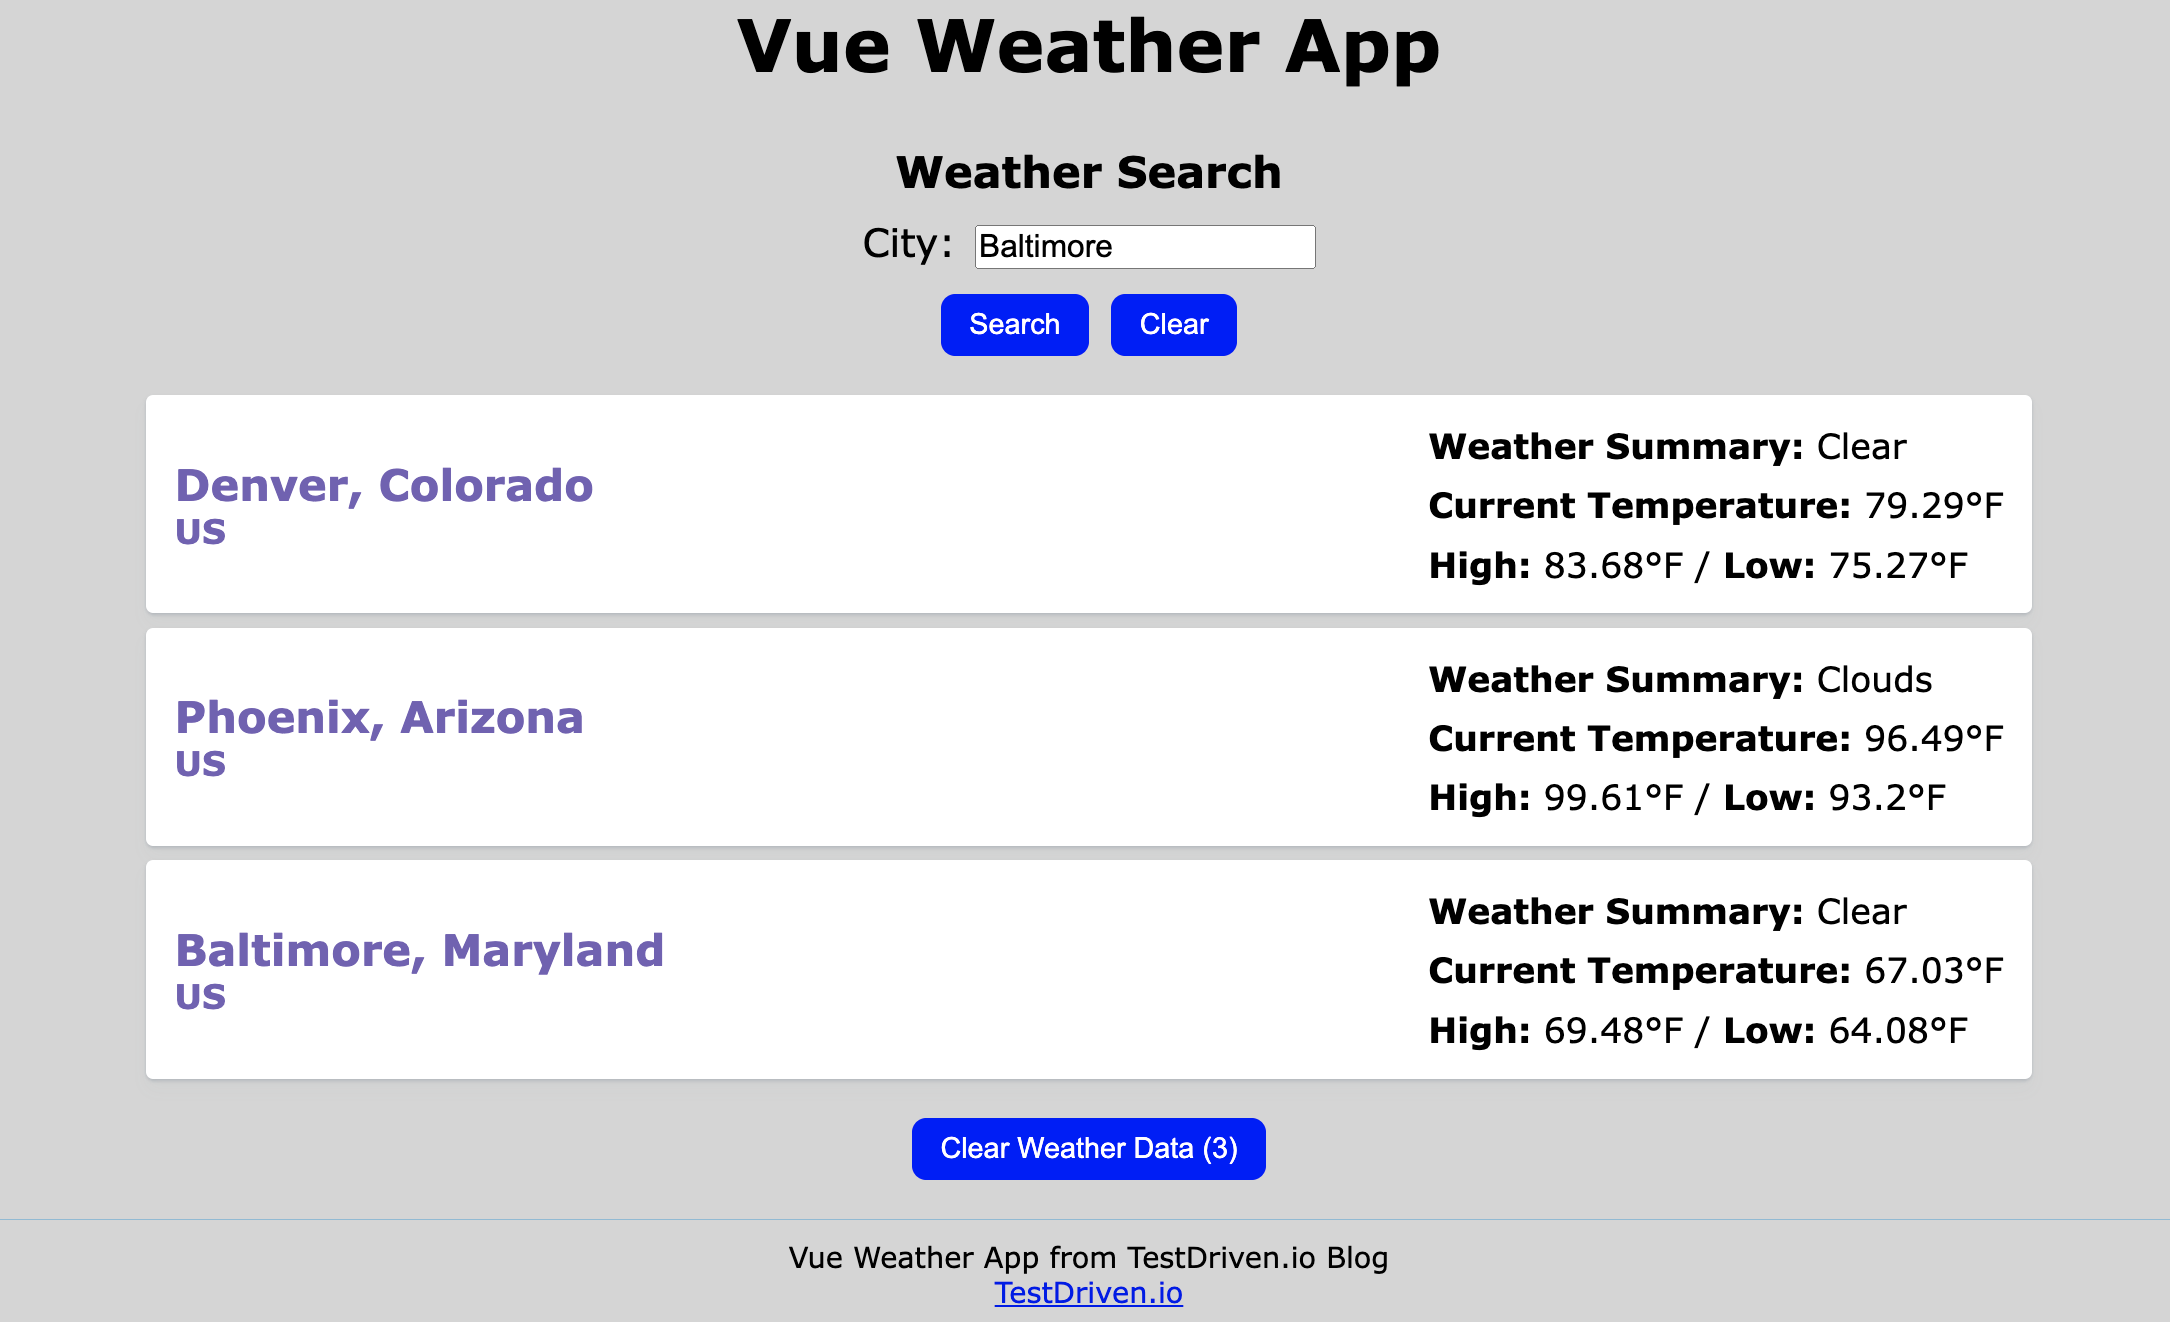 Vue Weather App
Weather Search
City: Baltimore
Search Clear
Denver, Colorado
US
Weather Summary: Clear
Current Temperature: 79.29°F
High: 83.68°F / Low: 75.27°F
Phoenix, Arizona
US
Weather Summary: Clouds
Current Temperature: 96.49°F
High: 99.61°F / Low: 93.2°F
Baltimore, Maryland
US
Weather Summary: Clear
Current Temperature: 67.03°F
High: 69.48°F / Low: 64.08°F
Clear Weather Data (3)
Vue Weather App from TestDriven.io Blog
TestDriven.io